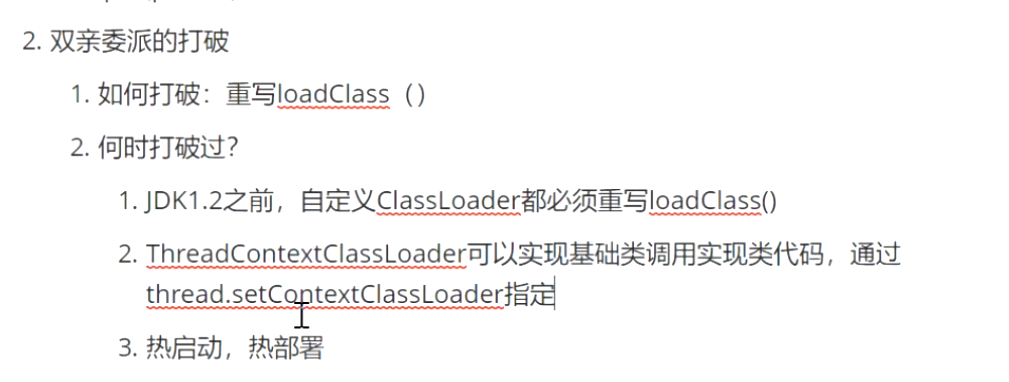 2. 双亲委派的打破
1. 如何打破：重写loadClass（）
2. 何时打破过？
1. JDK1.2之前，自定义ClassLoader都必须重写loadClass()
2. ThreadContextClassLoader可以实现基础类调用实现类代码，通过
thread.setContextClassLoader指定
3. 热启动，热部署